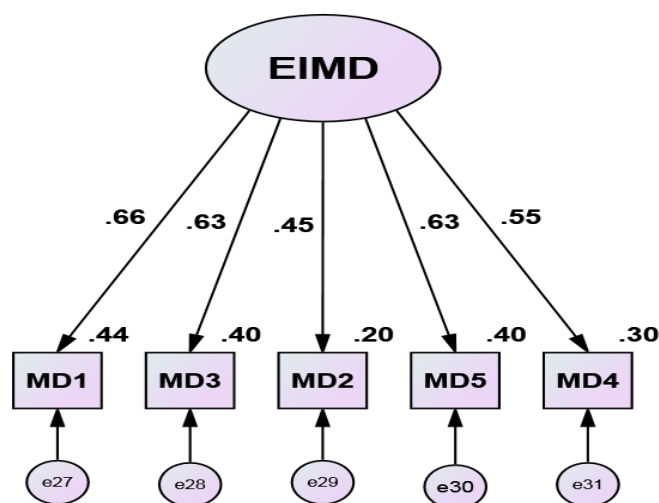 EIMD
.66 .63 .45 .63 .55
.44 .40 .20 .40 .30
MD1 MD3 MD2 MD5 MD4
e27 e28 e29 e30 e31